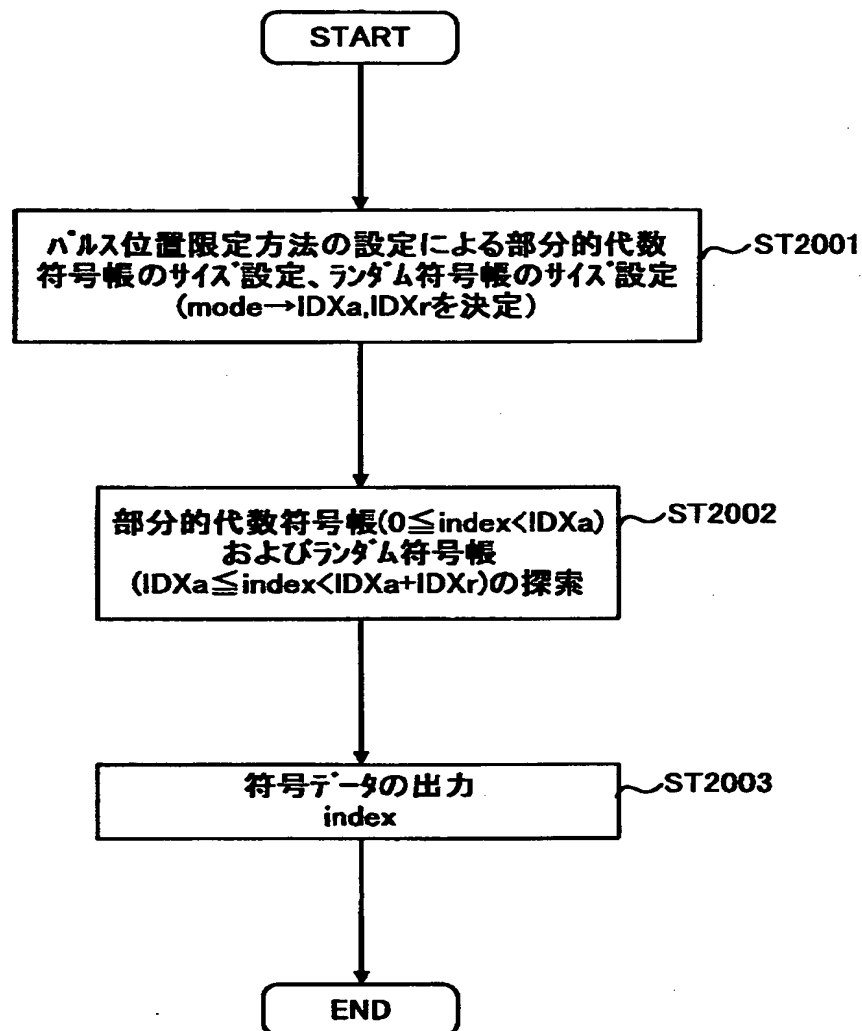 START
パルス位置限定方法の設定による部分的代数
符号帳のサイズ設定、ランダム符号帳のサイズ設定
(mode→IDXa,IDXrを決定)
ST2001
部分的代数符号帳(0≦index<IDXa)
およびランダム符号帳
(IDXa≦index<IDXa+IDXr)の探索
ST2002
符号データの出力
index
ST2003
END